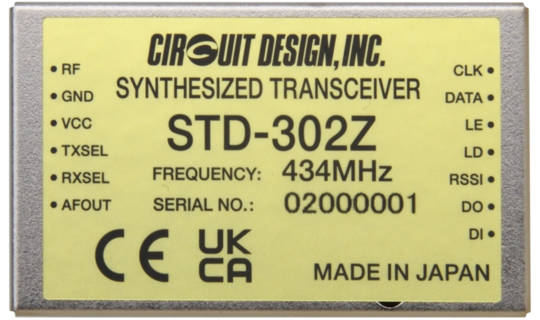 CIRCUIT DESIGN, INC.
SYNTHESIZED TRANSCEIVER
STD-302Z
FREQUENCY: 434MHz
SERIAL NO.: 02000001
• RF
• GND
• VCC
• TXSEL
• RXSEL
• AFOUT
CLK •
DATA •
LE •
LD •
RSSI •
DO •
DI •
CE
UK
CA
MADE IN JAPAN